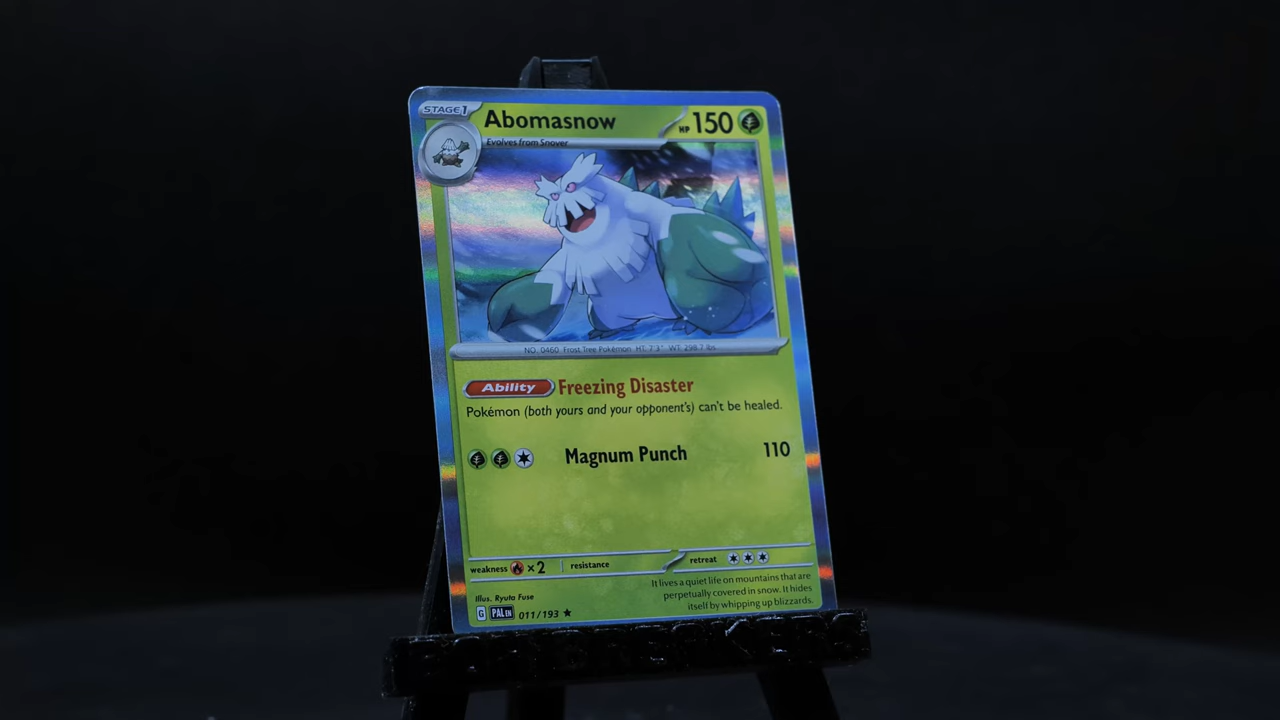 STAGE 1
Abomasnow
HP 150
Evolves from Snover
NO. 0460 Frost Tree Pokémon HT: 7'3" WT: 298.7 lbs.
Ability Freezing Disaster
Pokémon (both yours and your opponent's) can't be healed.
Magnum Punch 110
weakness ×2 resistance retreat
It lives a quiet life on mountains that are
perpetually covered in snow. It hides
itself by whipping up blizzards.
Illus. Ryuta Fuse
G PAL EN 011/193 ★